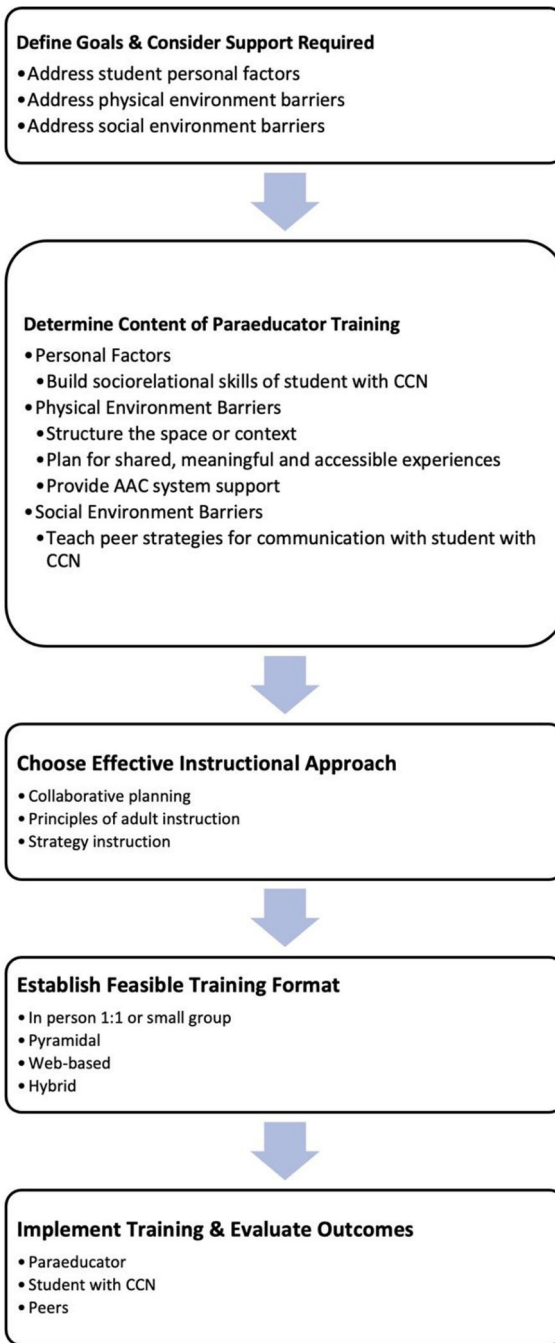 Define Goals & Consider Support Required
•Address student personal factors
•Address physical environment barriers
•Address social environment barriers
Determine Content of Paraeducator Training
•Personal Factors
•Build sociorelational skills of student with CCN
•Physical Environment Barriers
•Structure the space or context
•Plan for shared, meaningful and accessible experiences
•Provide AAC system support
•Social Environment Barriers
•Teach peer strategies for communication with student with
CCN
Choose Effective Instructional Approach
•Collaborative planning
•Principles of adult instruction
•Strategy instruction
Establish Feasible Training Format
•In person 1:1 or small group
•Pyramidal
•Web-based
•Hybrid
Implement Training & Evaluate Outcomes
•Paraeducator
•Student with CCN
•Peers